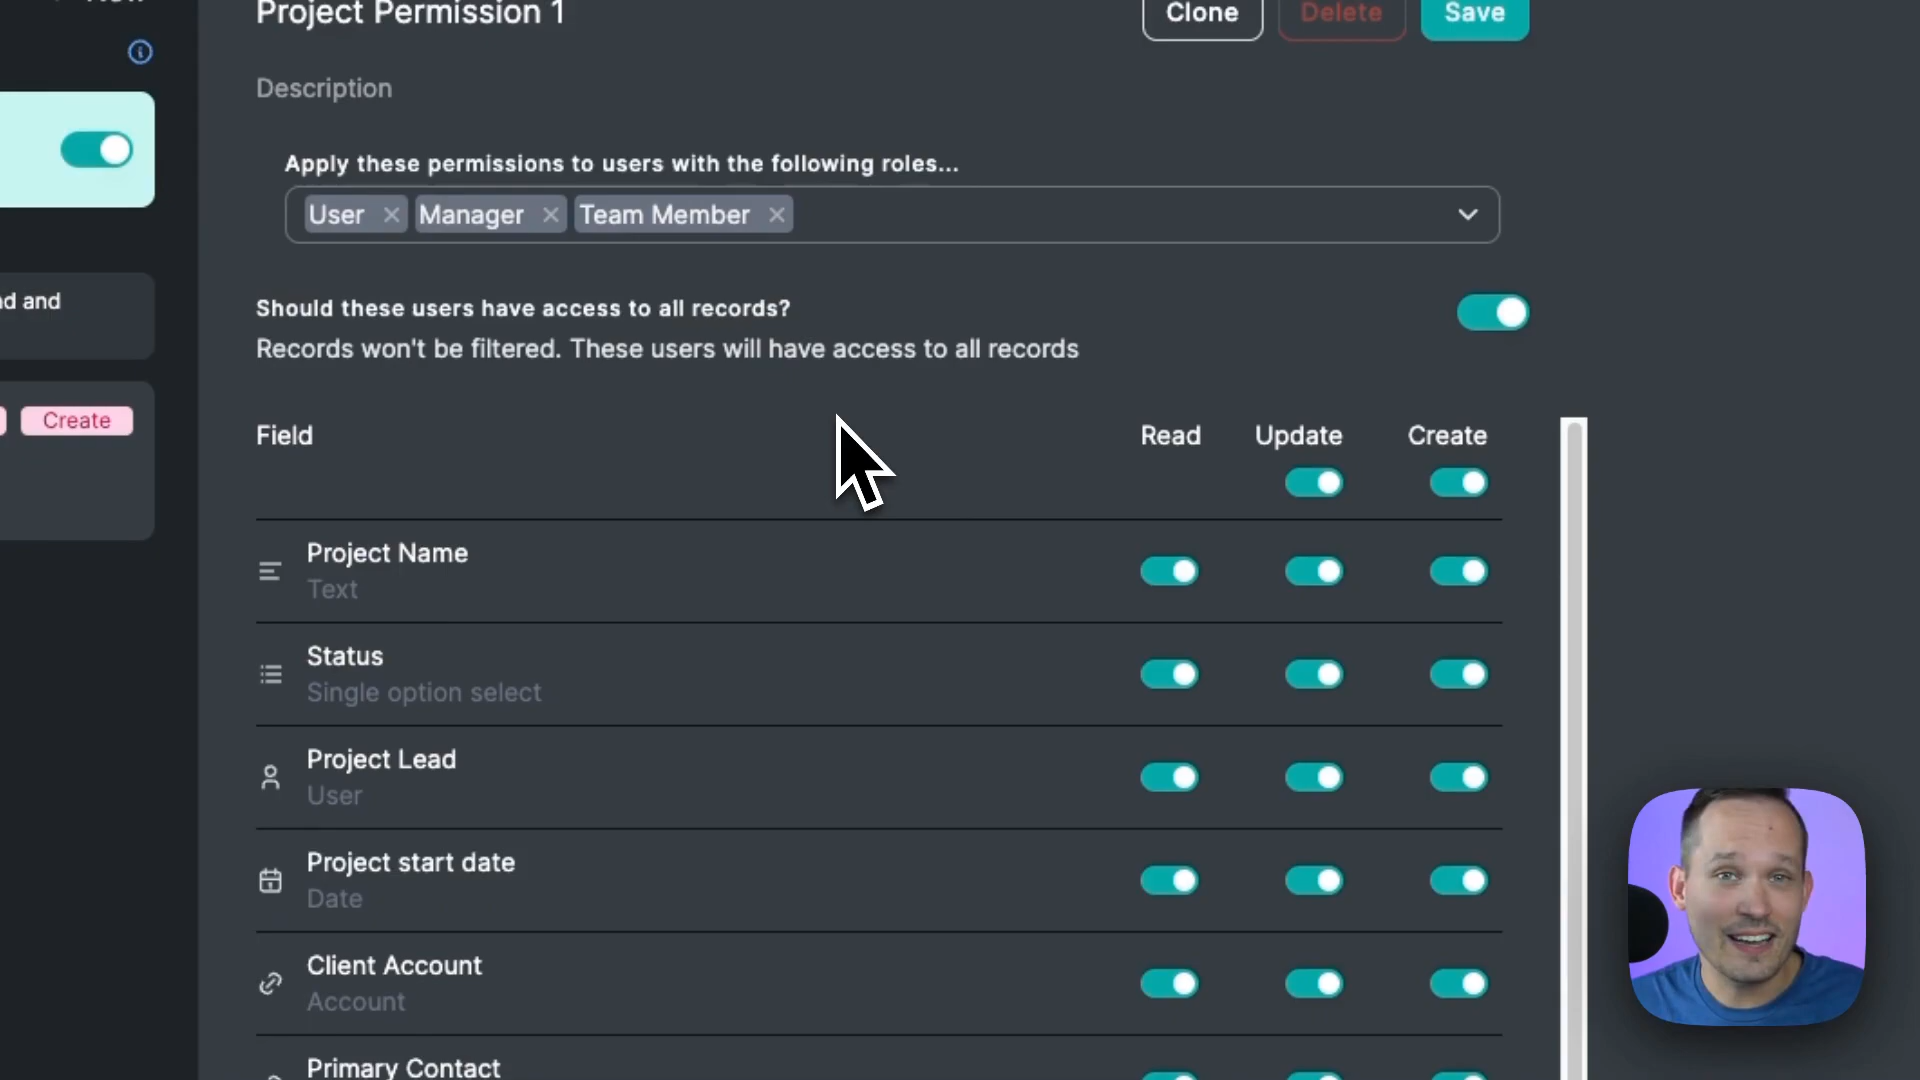 Project Permission 1
Clone
Delete
Save
Description
Apply these permissions to users with the following roles...
User
Manager
Team Member
Should these users have access to all records?
Records won't be filtered. These users will have access to all records
and
Create
Field
Read
Update
Create
Project Name
Text
Status
Single option select
Project Lead
User
Project start date
Date
Client Account
Account
Primary Contact